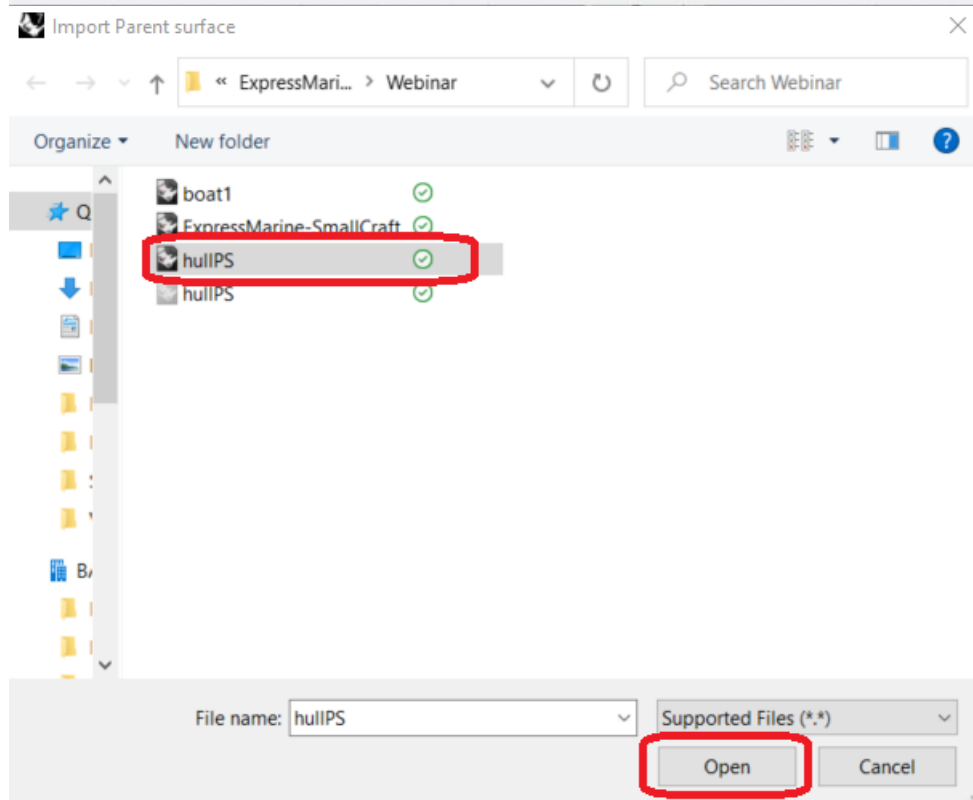 Import Parent surface
« ExpressMari... > Webinar
Search Webinar
Organize
New folder
?
boat1
Q
ExpressMarine-SmallCraft
hullPS
hullPS
File name: hullPS
Supported Files (*.*)
Open
Cancel